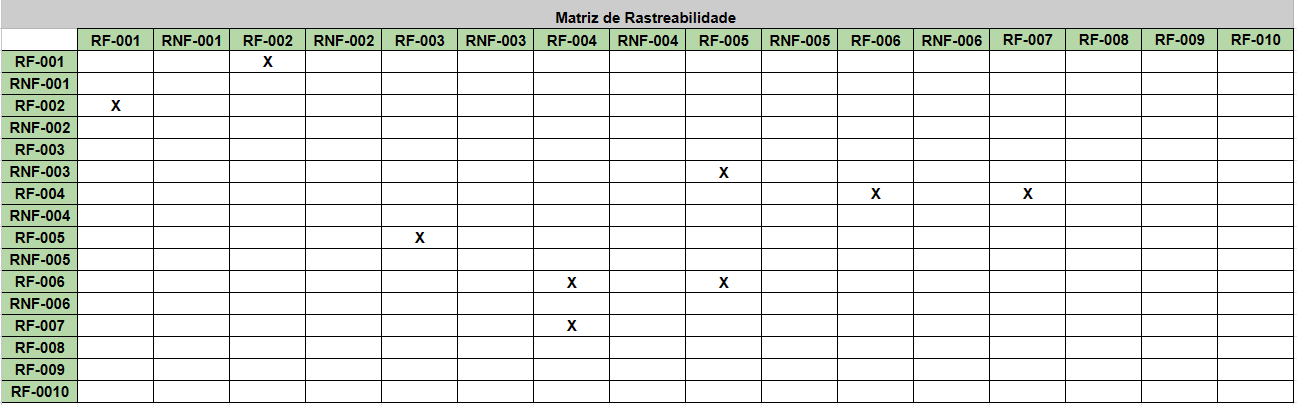 Matriz de Rastreabilidade
RF-001 RNF-001 RF-002 RNF-002 RF-003 RNF-003 RF-004 RNF-004 RF-005 RNF-005 RF-006 RNF-006 RF-007 RF-008 RF-009 RF-010
RF-001 X
RNF-001
RF-002 X
RNF-002
RF-003
RNF-003 X
RF-004 X X
RNF-004
RF-005 X
RNF-005
RF-006 X X
RNF-006
RF-007 X
RF-008
RF-009
RF-0010